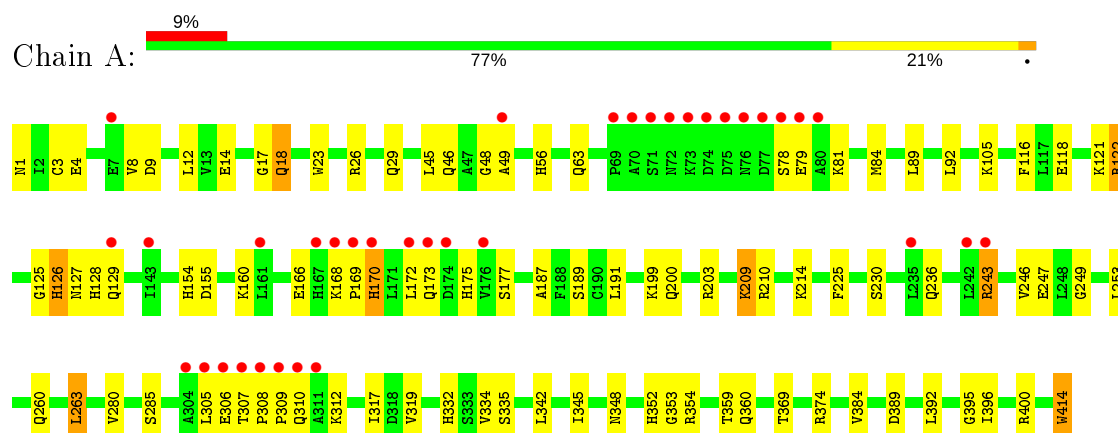 9%
Chain A:
77% 21% •
N1 I2 C3 E4 E7 V8 D9 L12 V13 E14 G17 Q18 W23 R26 Q29 L45 Q46 A47 G48 A49 H56 Q63 P69 A70 S71 N72 K73 D74 D75 N76 D77 S78 E79 A80 K81 M84 L89 L92 K105 F116 L117 E118 K121
G125 H126 N127 H128 Q129 I143 H154 D155 K160 L161 E166 H167 K168 P169 H170 L171 L172 Q173 D174 H175 V176 S177 A187 F188 S189 C190 L191 K199 Q200 R203 K209 R210 K214 F225 S230 L235 Q236 L242 R243 V246 E247 L248 G249 L253
Q260 L263 V280 S285 A304 L305 E306 T307 P308 P309 Q310 A311 K312 I317 D318 V319 H332 S333 V334 S335 L342 I345 N348 H352 G353 R354 T359 Q360 T369 R374 V384 D389 L392 G395 I396 R400 W414